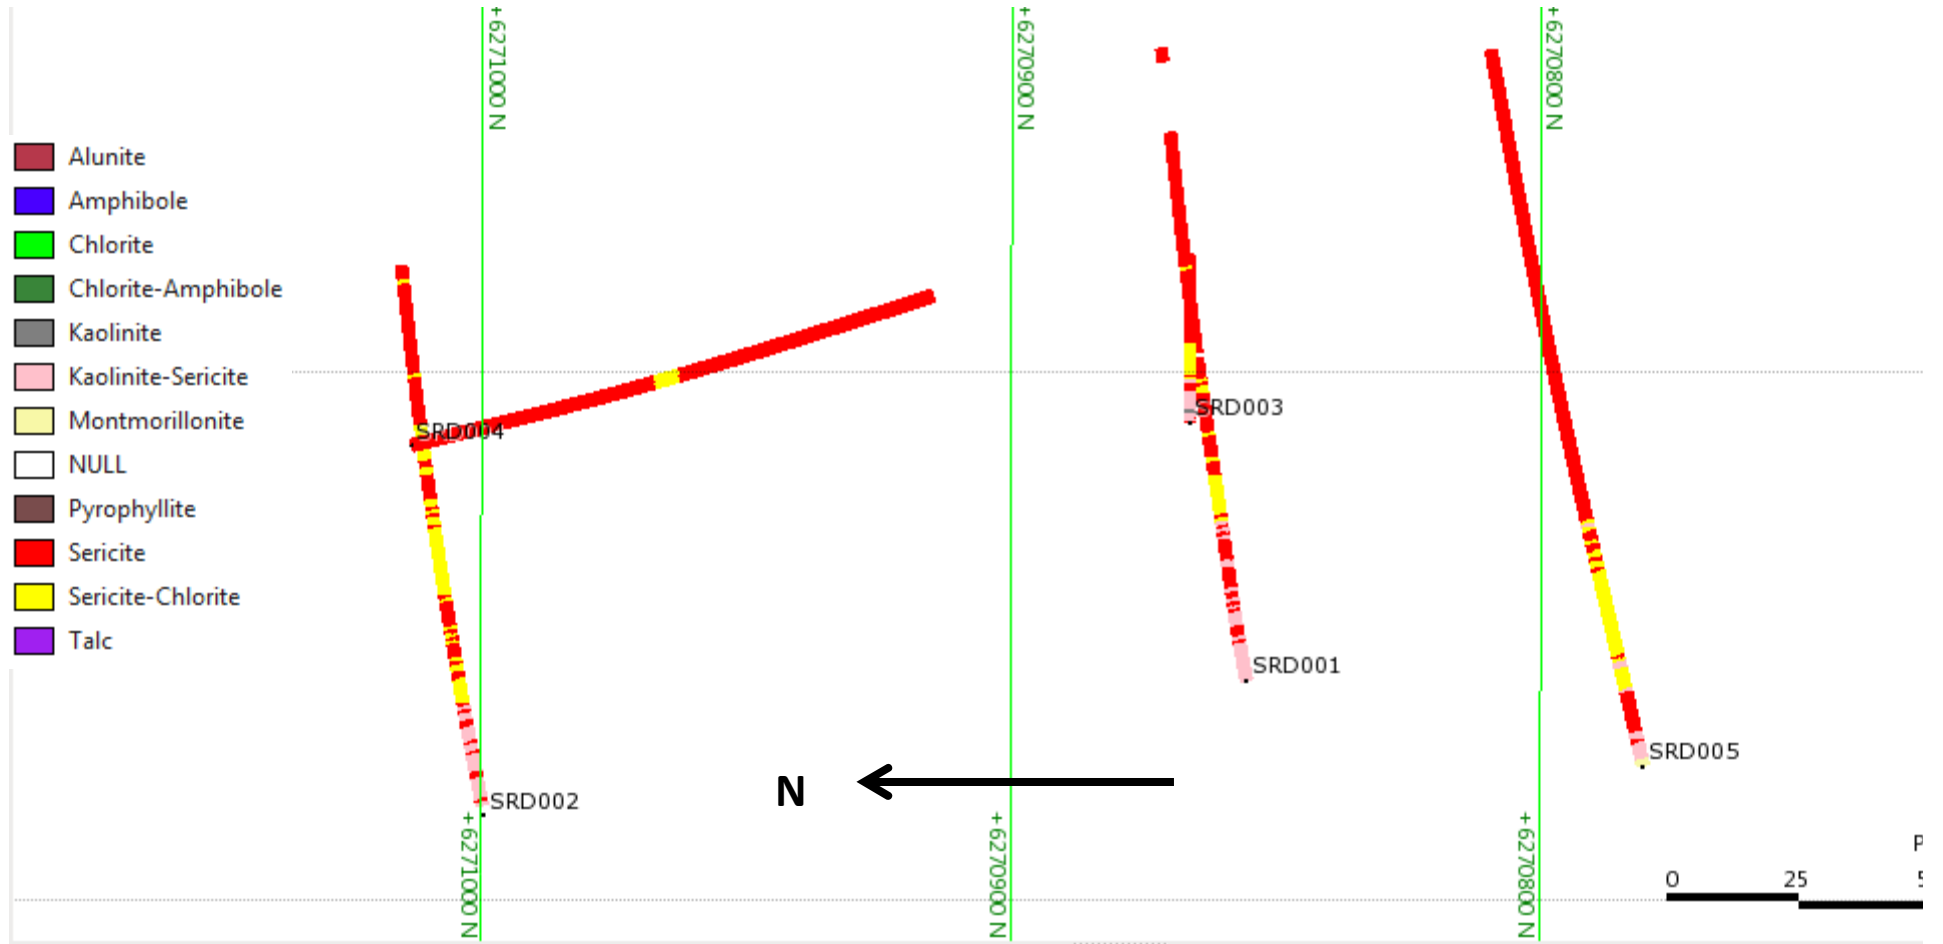 +6271000 N
+6270900 N
+6270800 N
Alunite
Amphibole
Chlorite
Chlorite-Amphibole
Kaolinite
Kaolinite-Sericite
Montmorillonite
NULL
Pyrophyllite
Sericite
Sericite-Chlorite
Talc
SRD003
SRD004
SRD001
SRD005
N
SRD002
+6271000 N
+6270900 N
+6270800 N
P
0 25 5